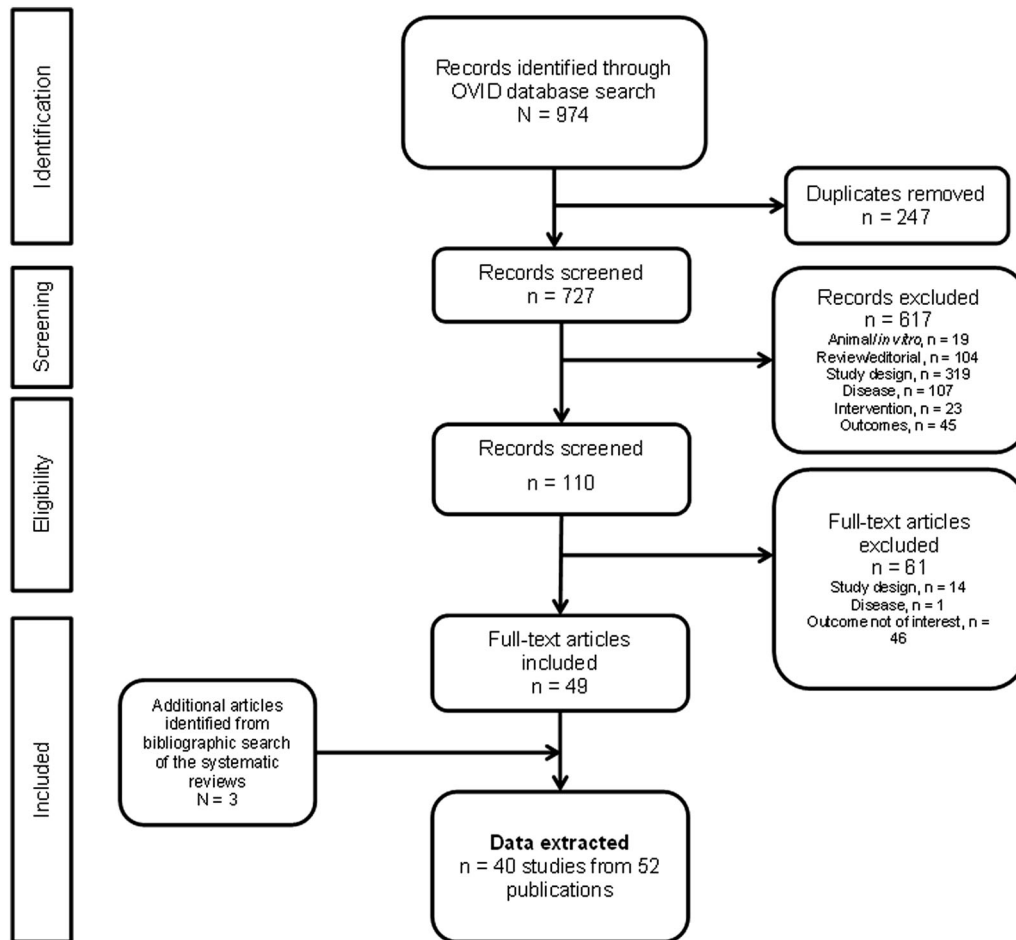 Identification
Records identified through
OVID database search
N = 974
Duplicates removed
n = 247
Screening
Records screened
n = 727
Records excluded
n = 617
Animal/in vitro, n = 19
Review/editorial, n = 104
Study design, n = 319
Disease, n = 107
Intervention, n = 23
Outcomes, n = 45
Eligibility
Records screened
n = 110
Full-text articles
excluded
n = 61
Study design, n = 14
Disease, n = 1
Outcome not of interest, n =
46
Included
Full-text articles
included
n = 49
Additional articles
identified from
bibliographic search
of the systematic
reviews
N = 3
Data extracted
n = 40 studies from 52
publications